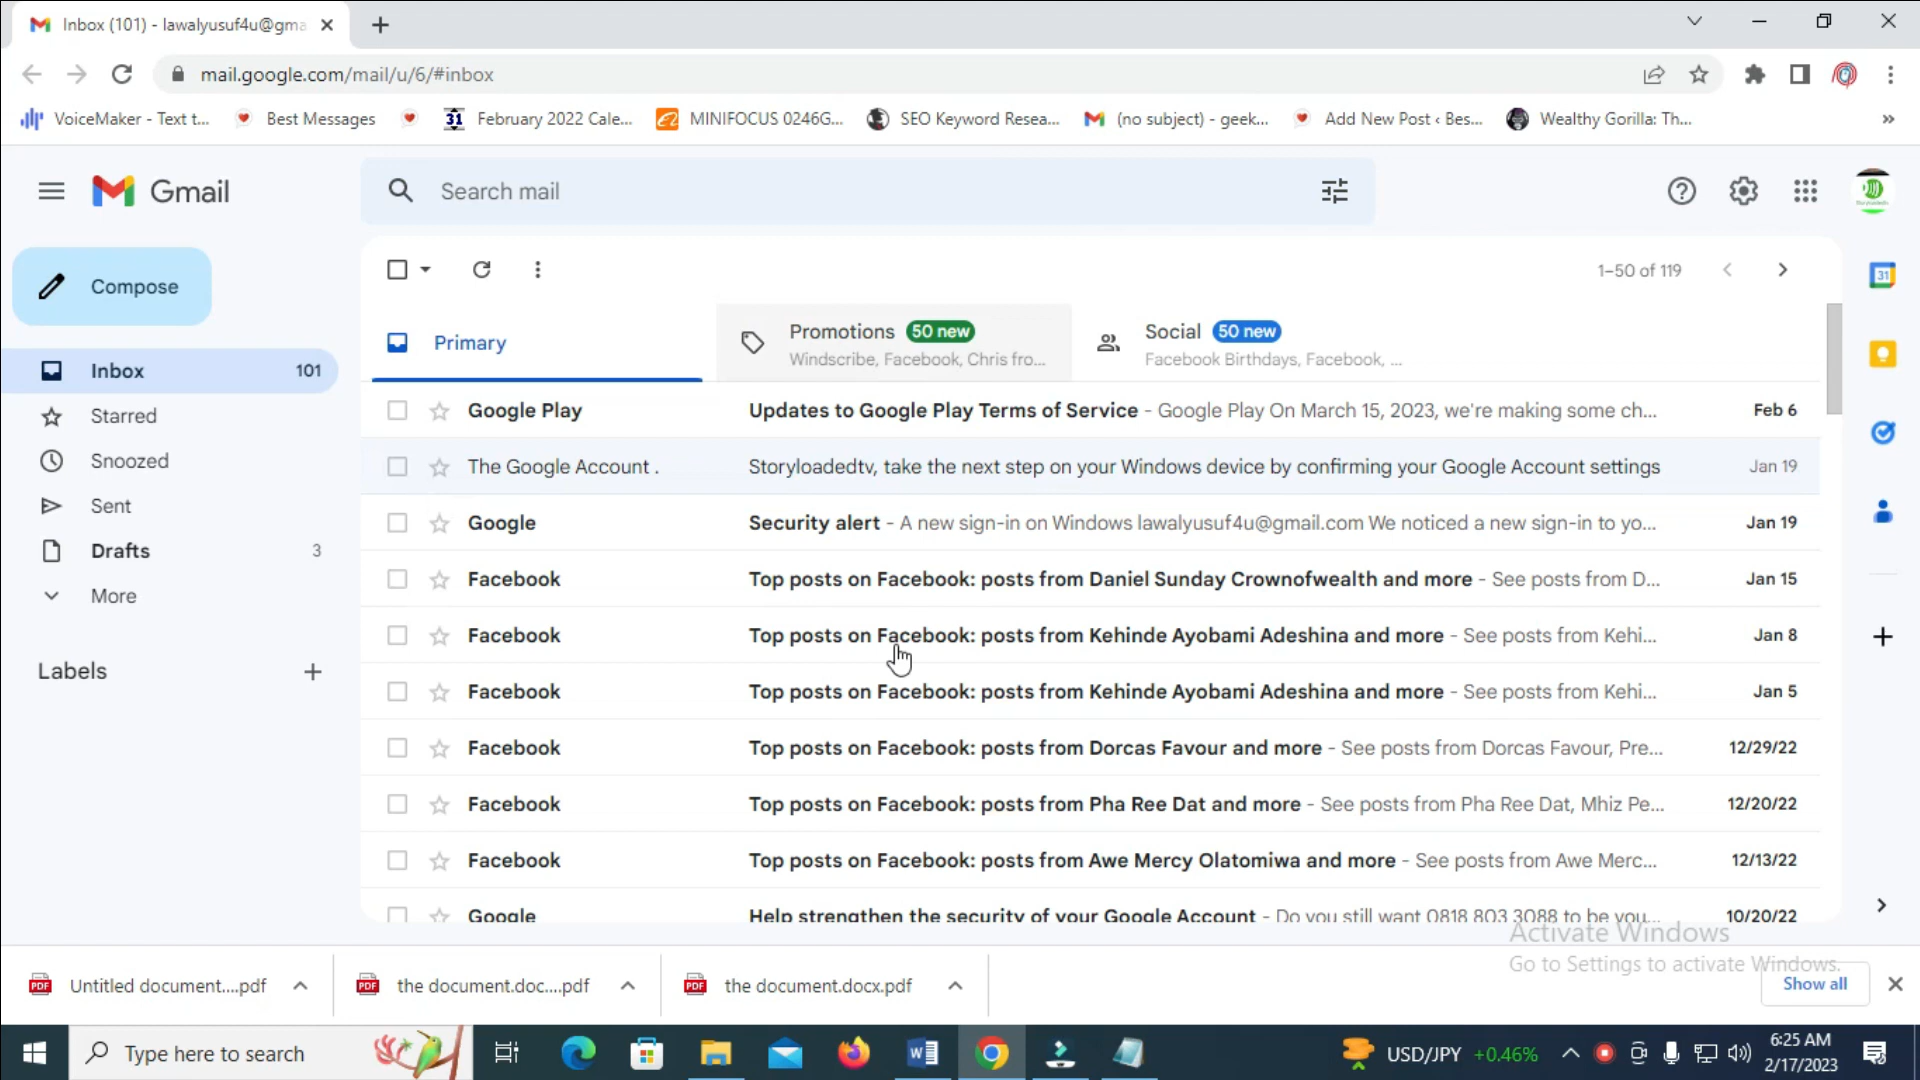 Inbox (101) - lawalyusuf4u@gma
mail.google.com/mail/u/6/#inbox
VoiceMaker - Text t... Best Messages 31 February 2022 Cale... MINIFOCUS 0246G... SEO Keyword Resea... (no subject) - geek... Add New Post ‹ Bes... Wealthy Gorilla: Th... »
Gmail
Search mail
Compose
1–50 of 119
31
Primary
Promotions 50 new
Windscribe, Facebook, Chris fro...
Social 50 new
Facebook Birthdays, Facebook, ...
Inbox 101
Starred
Snoozed
Sent
Drafts 3
More
Labels
Google Play Updates to Google Play Terms of Service - Google Play On March 15, 2023, we're making some ch... Feb 6
The Google Account . Storyloadedtv, take the next step on your Windows device by confirming your Google Account settings Jan 19
Google Security alert - A new sign-in on Windows lawalyusuf4u@gmail.com We noticed a new sign-in to yo... Jan 19
Facebook Top posts on Facebook: posts from Daniel Sunday Crownofwealth and more - See posts from D... Jan 15
Facebook Top posts on Facebook: posts from Kehinde Ayobami Adeshina and more - See posts from Kehi... Jan 8
Facebook Top posts on Facebook: posts from Kehinde Ayobami Adeshina and more - See posts from Kehi... Jan 5
Facebook Top posts on Facebook: posts from Dorcas Favour and more - See posts from Dorcas Favour, Pre... 12/29/22
Facebook Top posts on Facebook: posts from Pha Ree Dat and more - See posts from Pha Ree Dat, Mhiz Pe... 12/20/22
Facebook Top posts on Facebook: posts from Awe Mercy Olatomiwa and more - See posts from Awe Merc... 12/13/22
Google Help strengthen the security of your Google Account - Do you still want 0818 803 3088 to be you... 10/20/22
Activate Windows
Go to Settings to activate Windows.
PDF Untitled document....pdf PDF the document.doc....pdf PDF the document.docx.pdf Show all
Type here to search
USD/JPY +0.46%
6:25 AM
2/17/2023